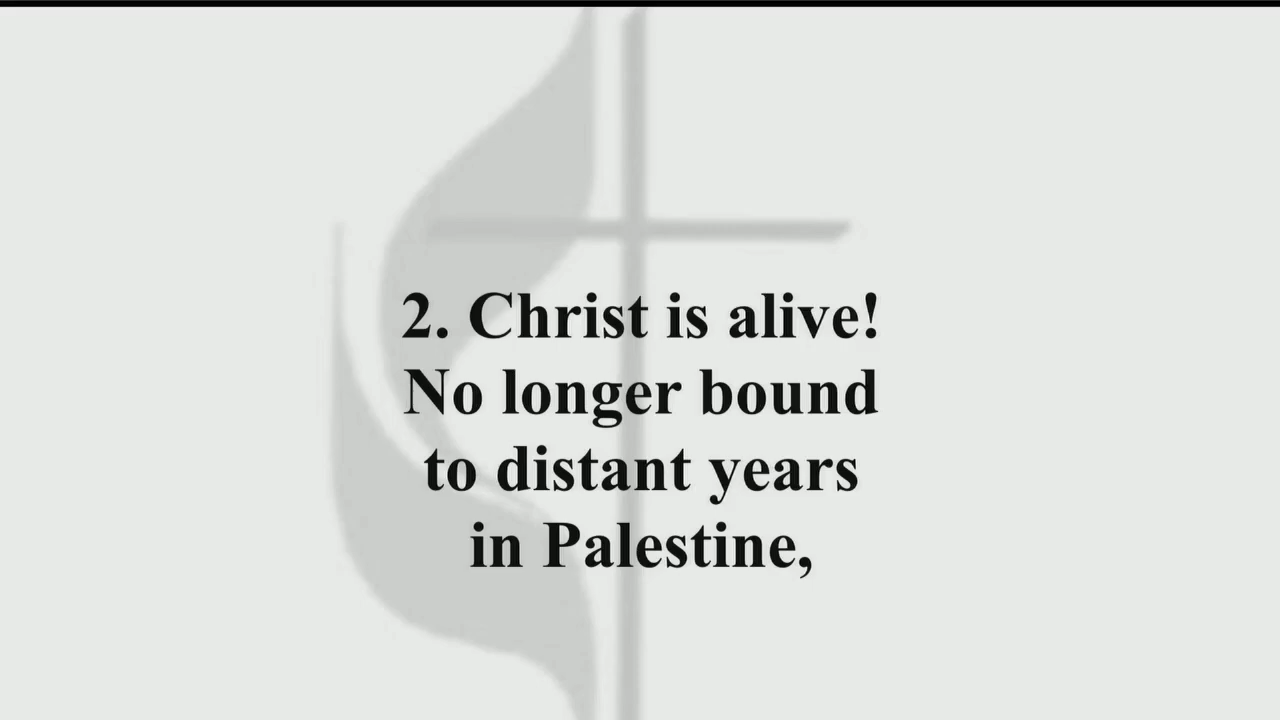 2. Christ is alive!
No longer bound
to distant years
in Palestine,